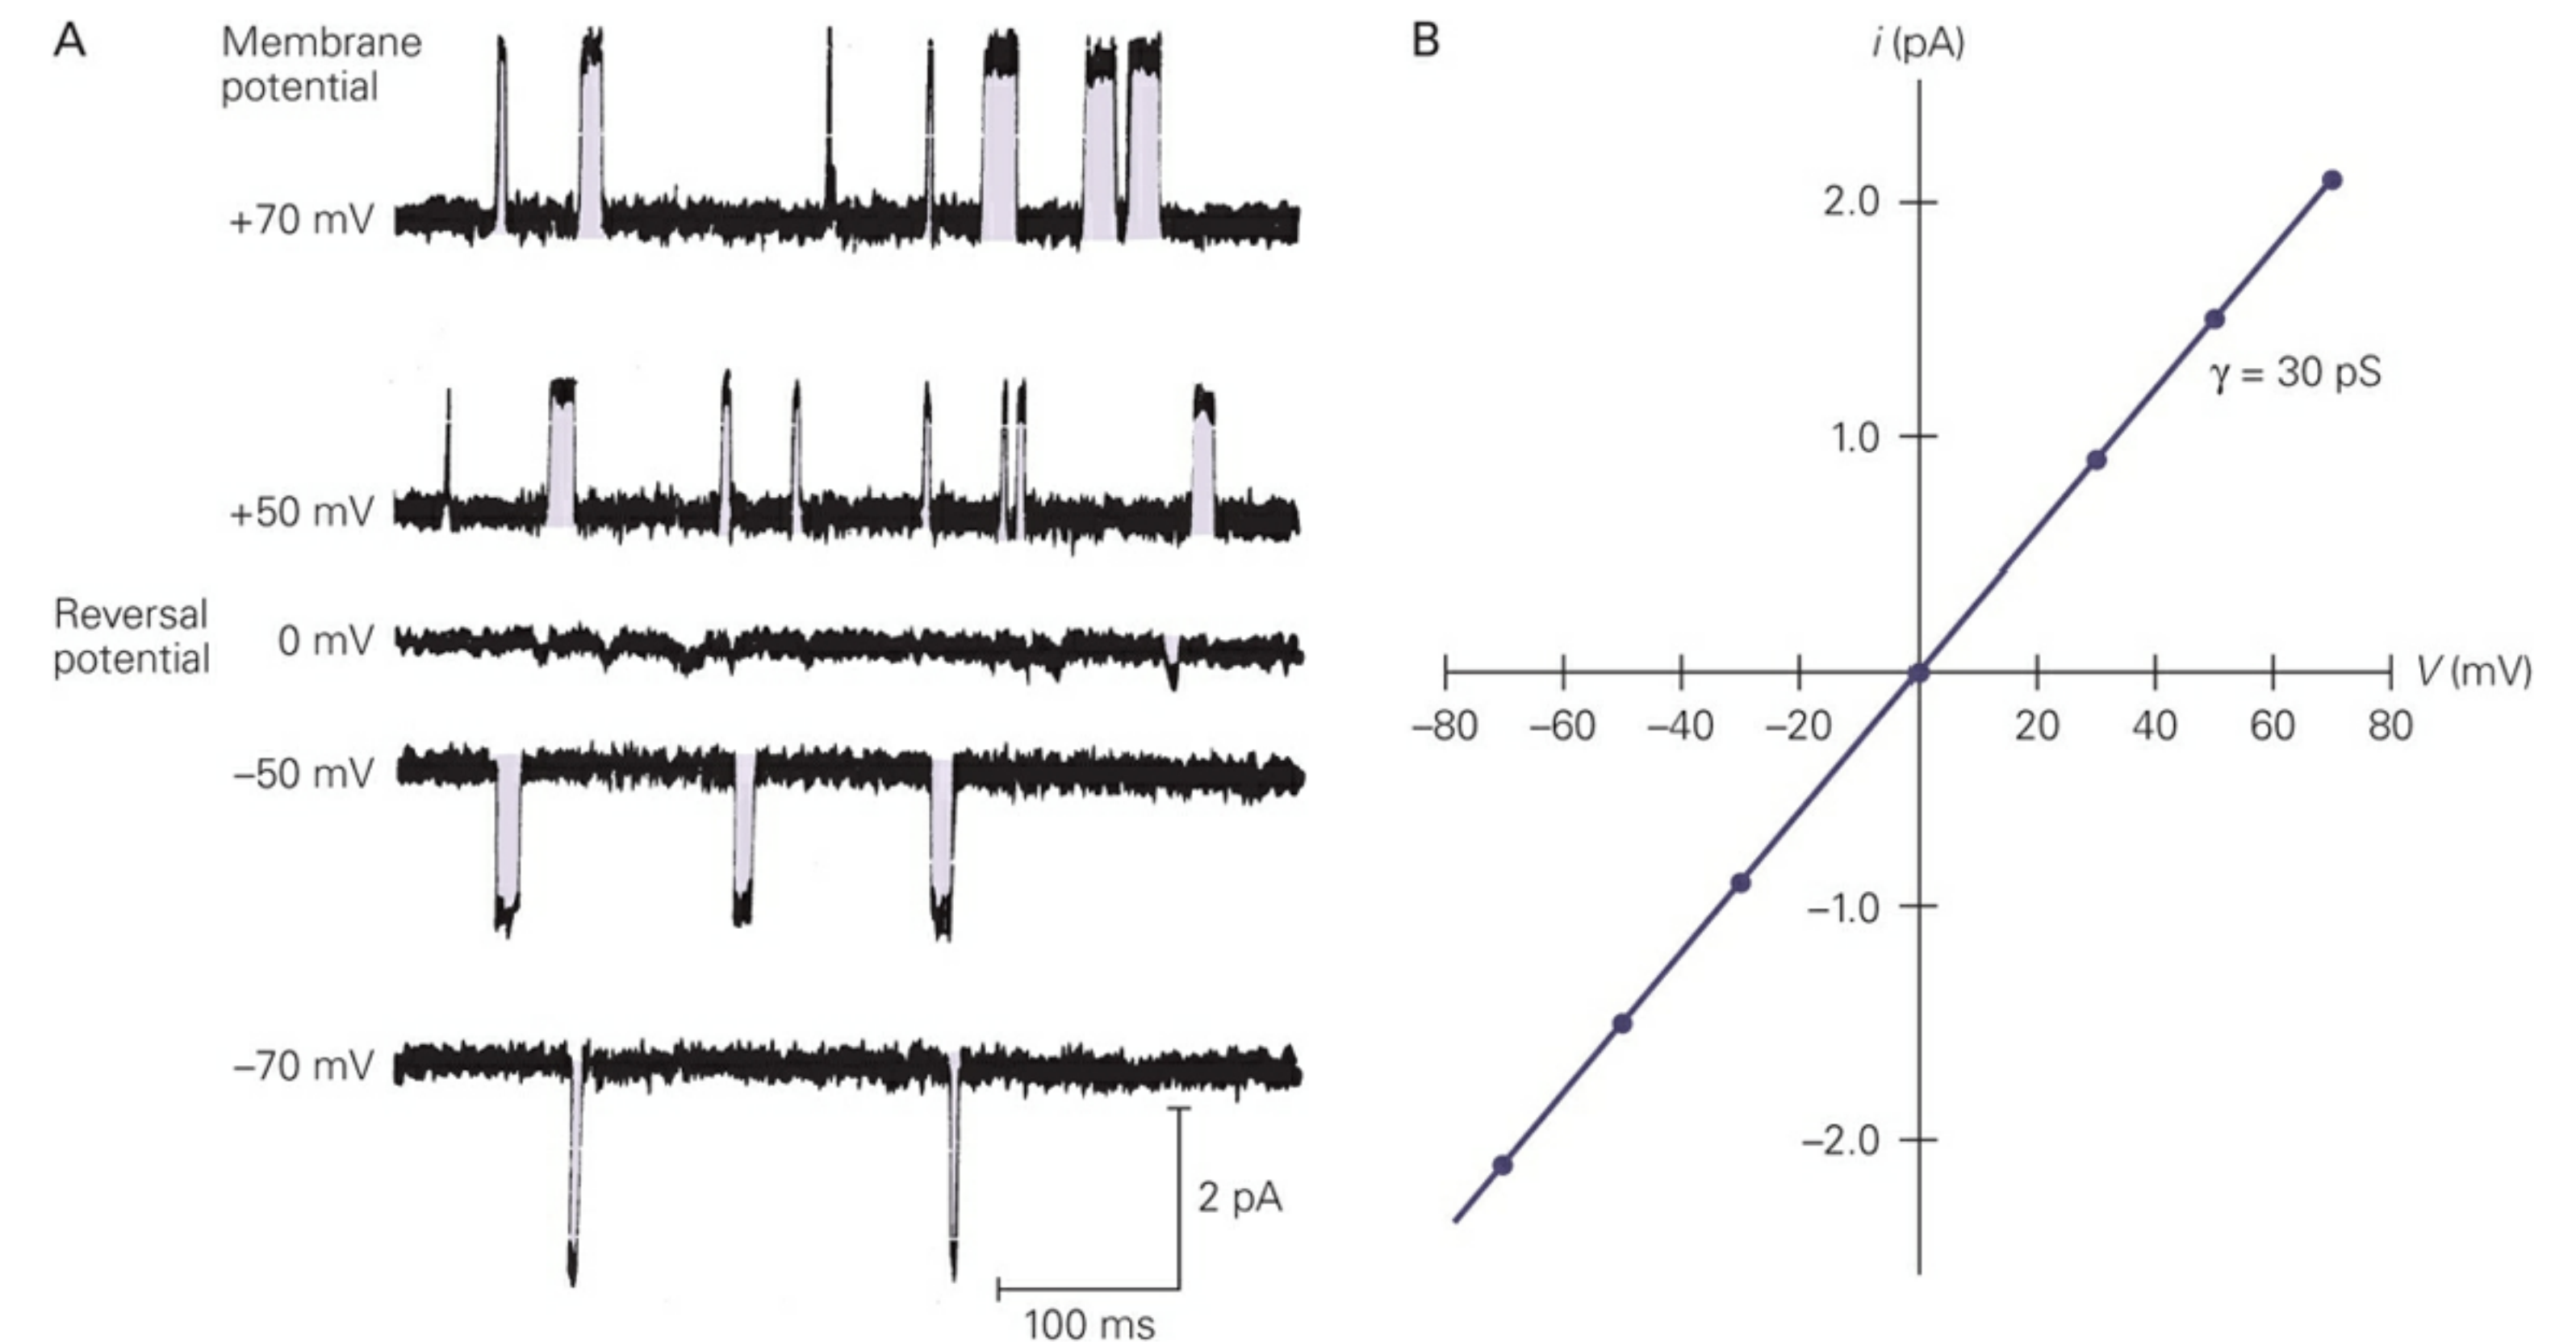 A
Membrane
potential
+70 mV
+50 mV
Reversal
potential
0 mV
–50 mV
–70 mV
2 pA
100 ms
B
i (pA)
2.0
1.0
γ = 30 pS
V (mV)
–80 –60 –40 –20 20 40 60 80
–1.0
–2.0